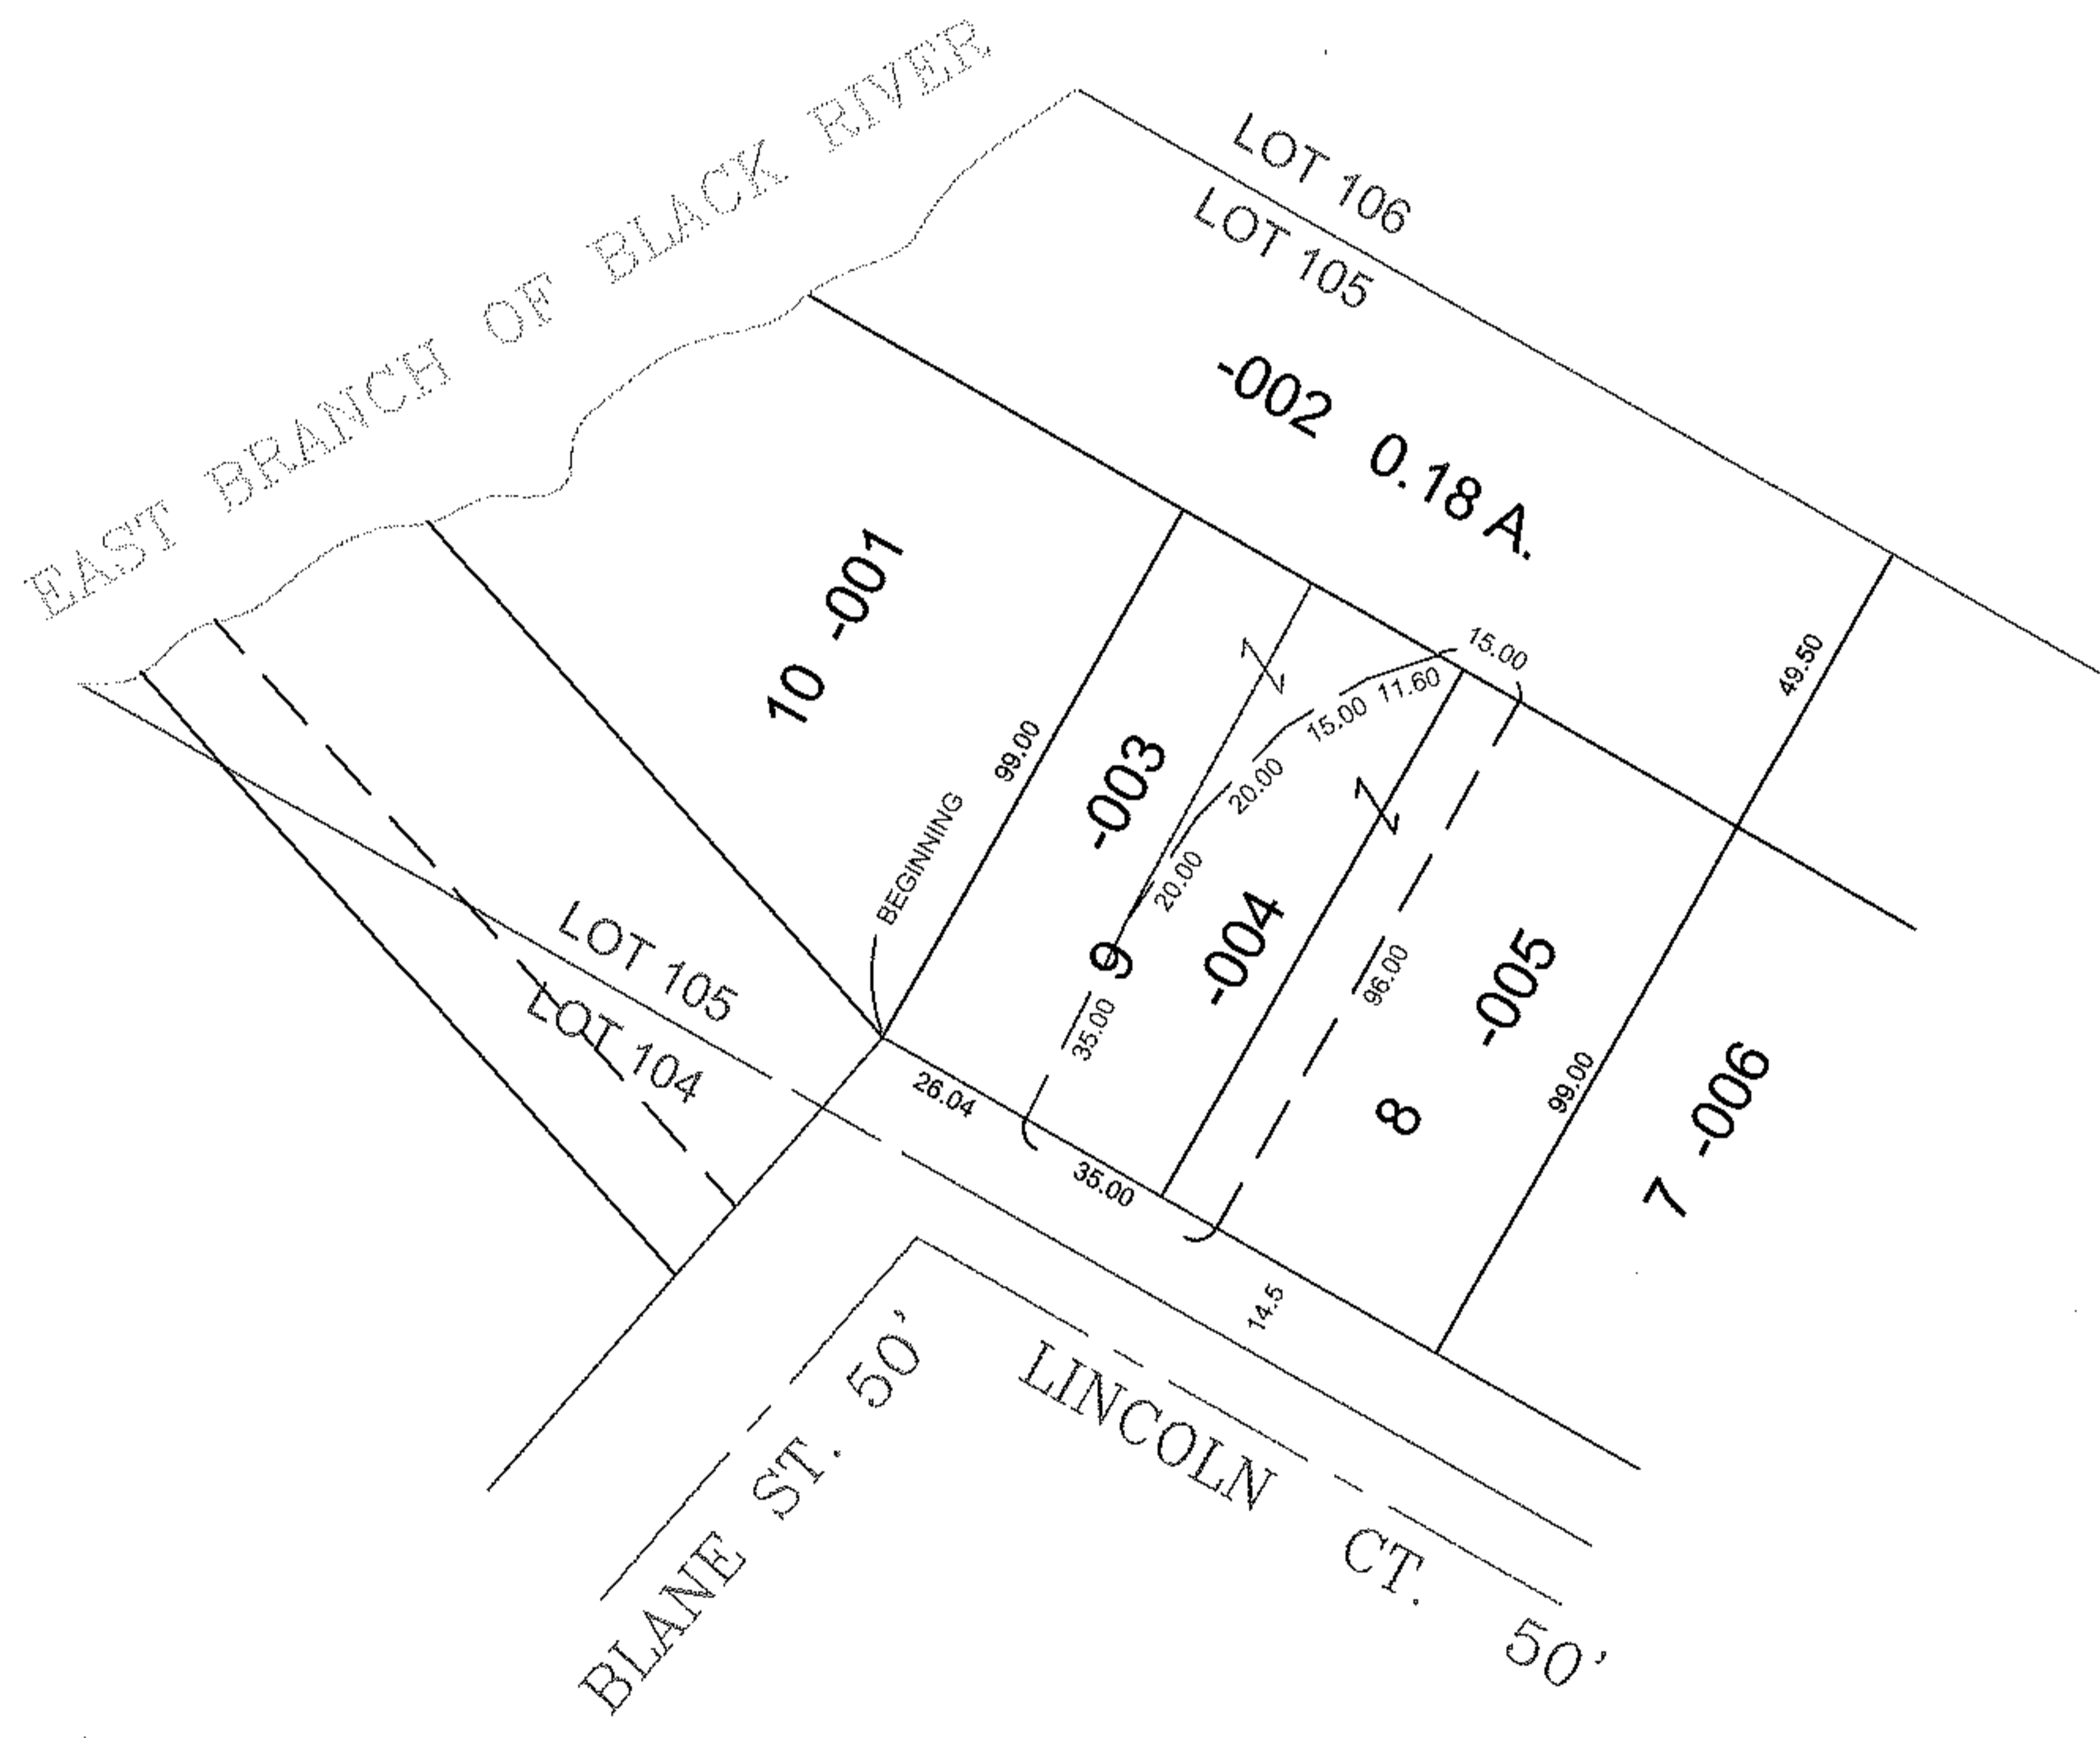 EAST BRANCH OF BLACK RIVER
LOT 106
LOT 105
-002 0.18 A.
10 -001
BEGINNING
99.00
-003
15.00
11.60
15.00
20.00
20.00
9
35.00
-004
96.00
-005
8
49.50
99.00
7 -006
LOT 105
LOT 104
26.04
35.00
14.5
BLANE ST. 50'
LINCOLN CT. 50'